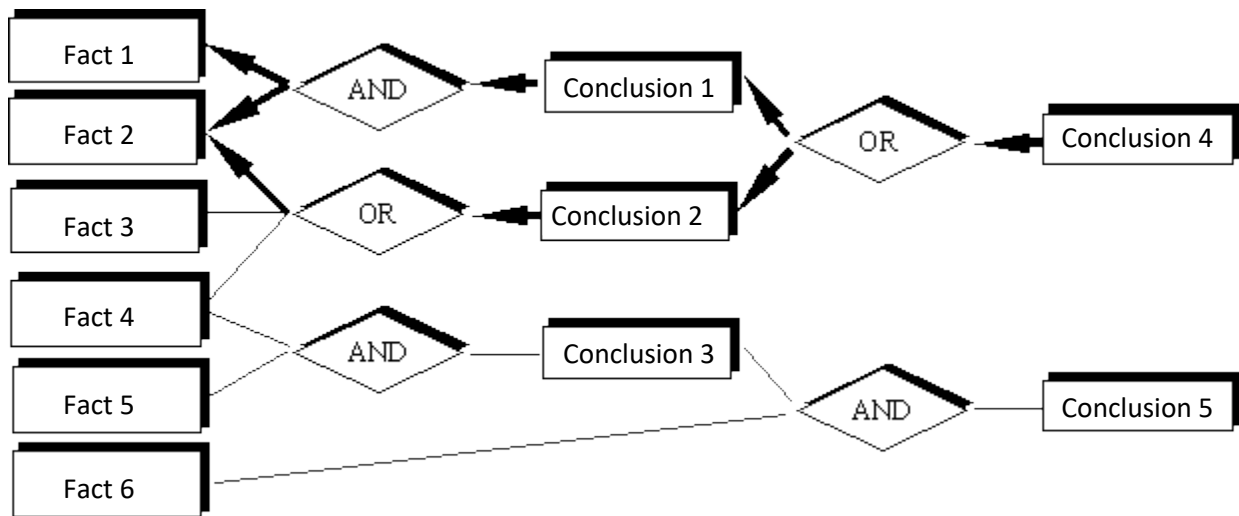 Fact 1
AND
Conclusion 1
Fact 2
OR
Conclusion 4
Fact 3
OR
Conclusion 2
Fact 4
AND
Conclusion 3
Fact 5
AND
Conclusion 5
Fact 6